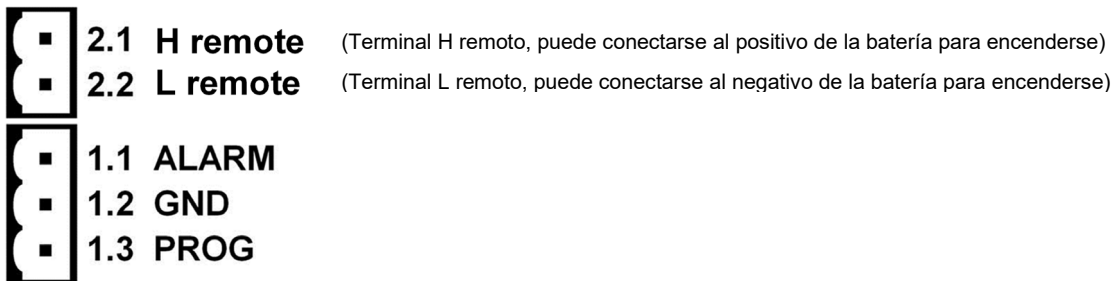 2.1 H remote (Terminal H remoto, puede conectarse al positivo de la batería para encenderse)
2.2 L remote (Terminal L remoto, puede conectarse al negativo de la batería para encenderse)
1.1 ALARM
1.2 GND
1.3 PROG